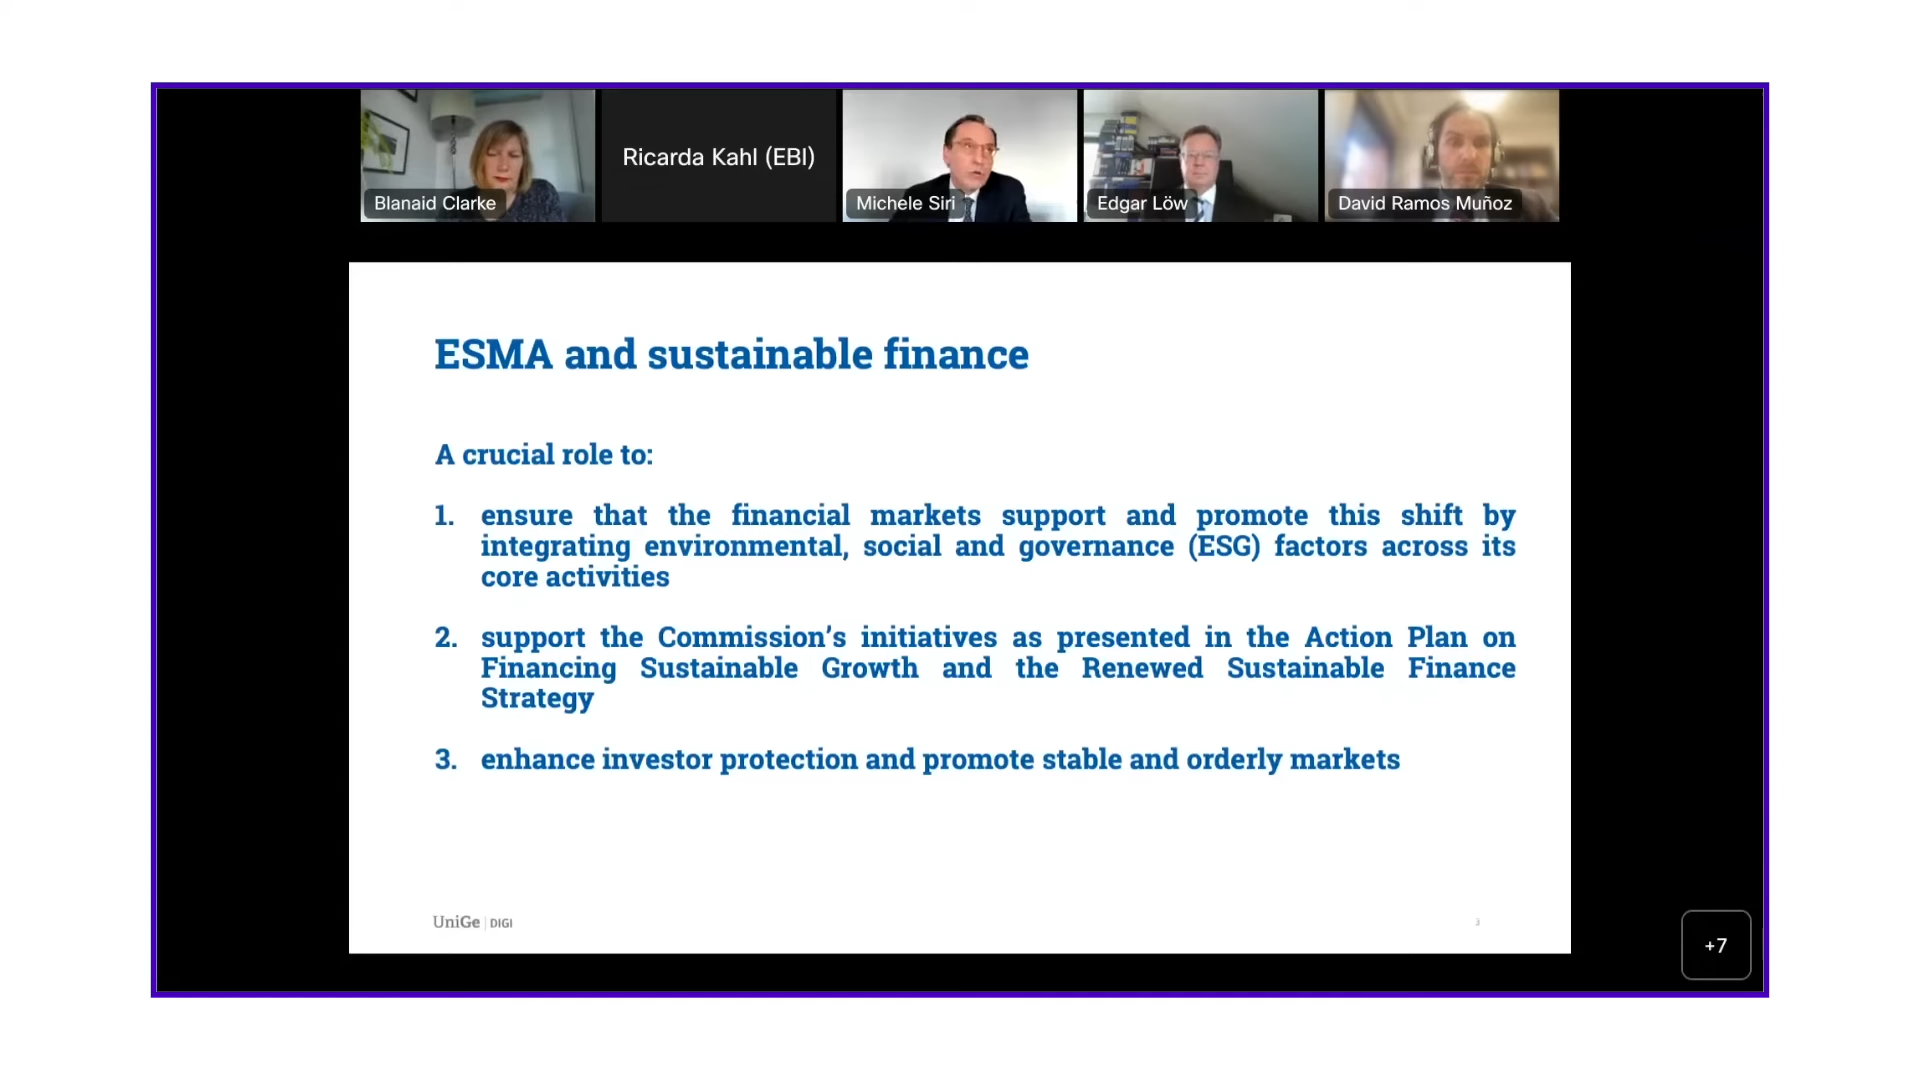 Ricarda Kahl (EBI)
Blanaid Clarke
Michele Siri
Edgar Löw
David Ramos Muñoz
ESMA and sustainable finance
A crucial role to:
1. ensure that the financial markets support and promote this shift by
integrating environmental, social and governance (ESG) factors across its
core activities
2. support the Commission’s initiatives as presented in the Action Plan on
Financing Sustainable Growth and the Renewed Sustainable Finance
Strategy
3. enhance investor protection and promote stable and orderly markets
UniGe | DIGI
3
+7